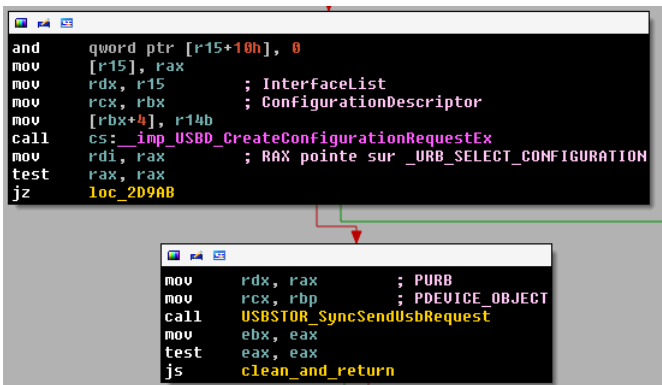 and     qword ptr [r15+10h], 0
mov     [r15], rax
mov     rdx, r15        ; InterfaceList
mov     rcx, rbx        ; ConfigurationDescriptor
mov     [rbx+4], r14b
call    cs:__imp_USBD_CreateConfigurationRequestEx
mov     rdi, rax        ; RAX pointe sur _URB_SELECT_CONFIGURATION
test    rax, rax
jz      loc_2D9AB
mov     rdx, rax        ; PURB
mov     rcx, rbp        ; PDEVICE_OBJECT
call    USBSTOR_SyncSendUsbRequest
mov     ebx, eax
test    eax, eax
js      clean_and_return